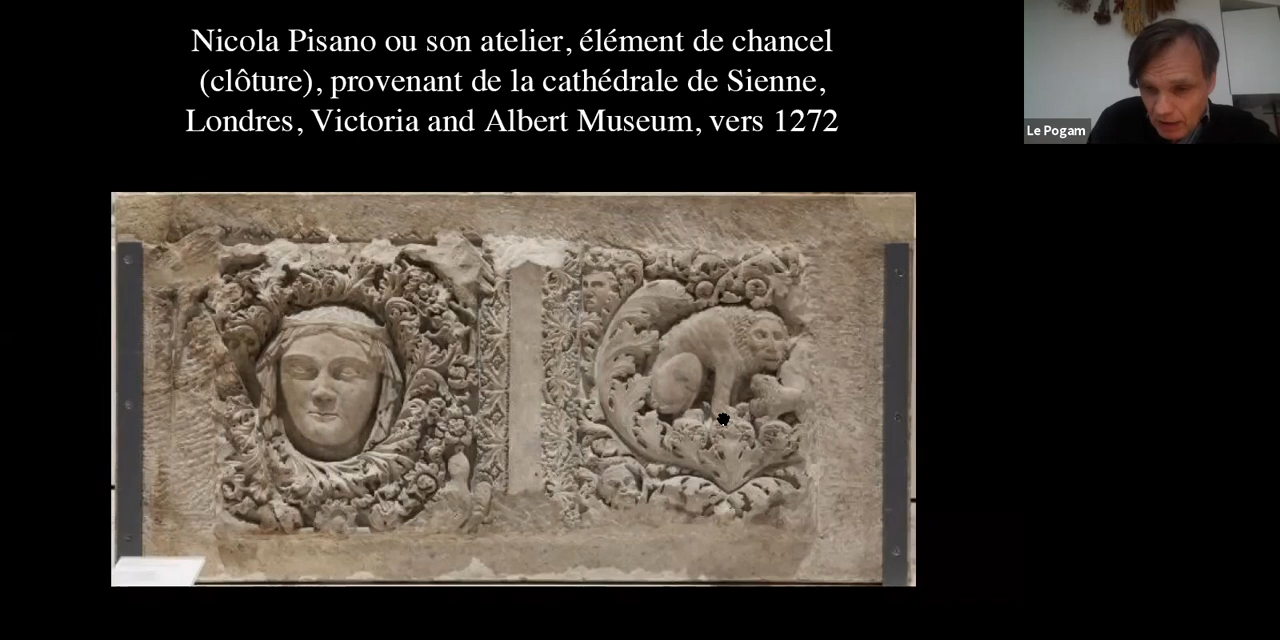 Nicola Pisano ou son atelier, élément de chancel
(clôture), provenant de la cathédrale de Sienne,
Londres, Victoria and Albert Museum, vers 1272
Le Pogam